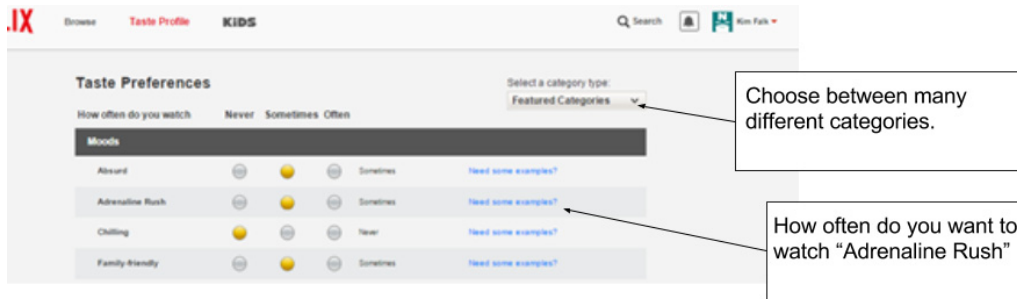 LIX Browse Taste Profile KiDS Search Kim Falk
Taste Preferences
Select a category type:
Featured Categories
How often do you watch Never Sometimes Often
Moods
Absurd Sometimes Need some examples?
Adrenaline Rush Sometimes Need some examples?
Chilling Never Need some examples?
Family-friendly Sometimes Need some examples?
Choose between many
different categories.
How often do you want to
watch “Adrenaline Rush”